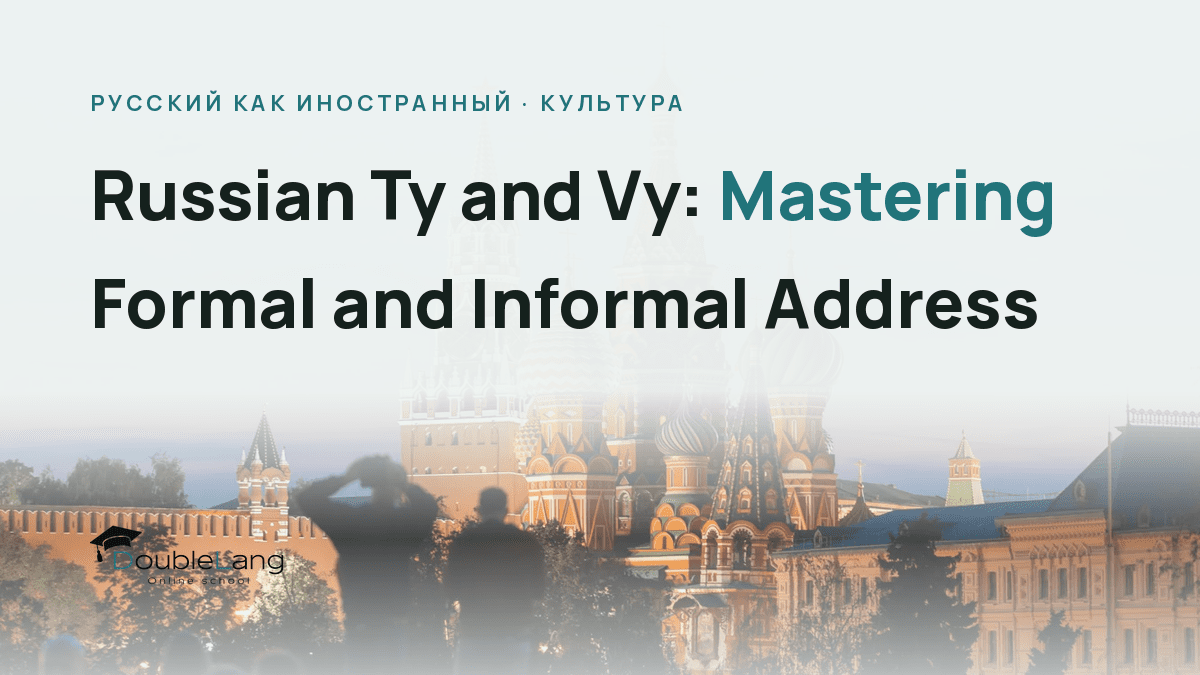 РУССКИЙ КАК ИНОСТРАННЫЙ · КУЛЬТУРА
Russian Ty and Vy: Mastering
Formal and Informal Address
DoubleLang
Online school